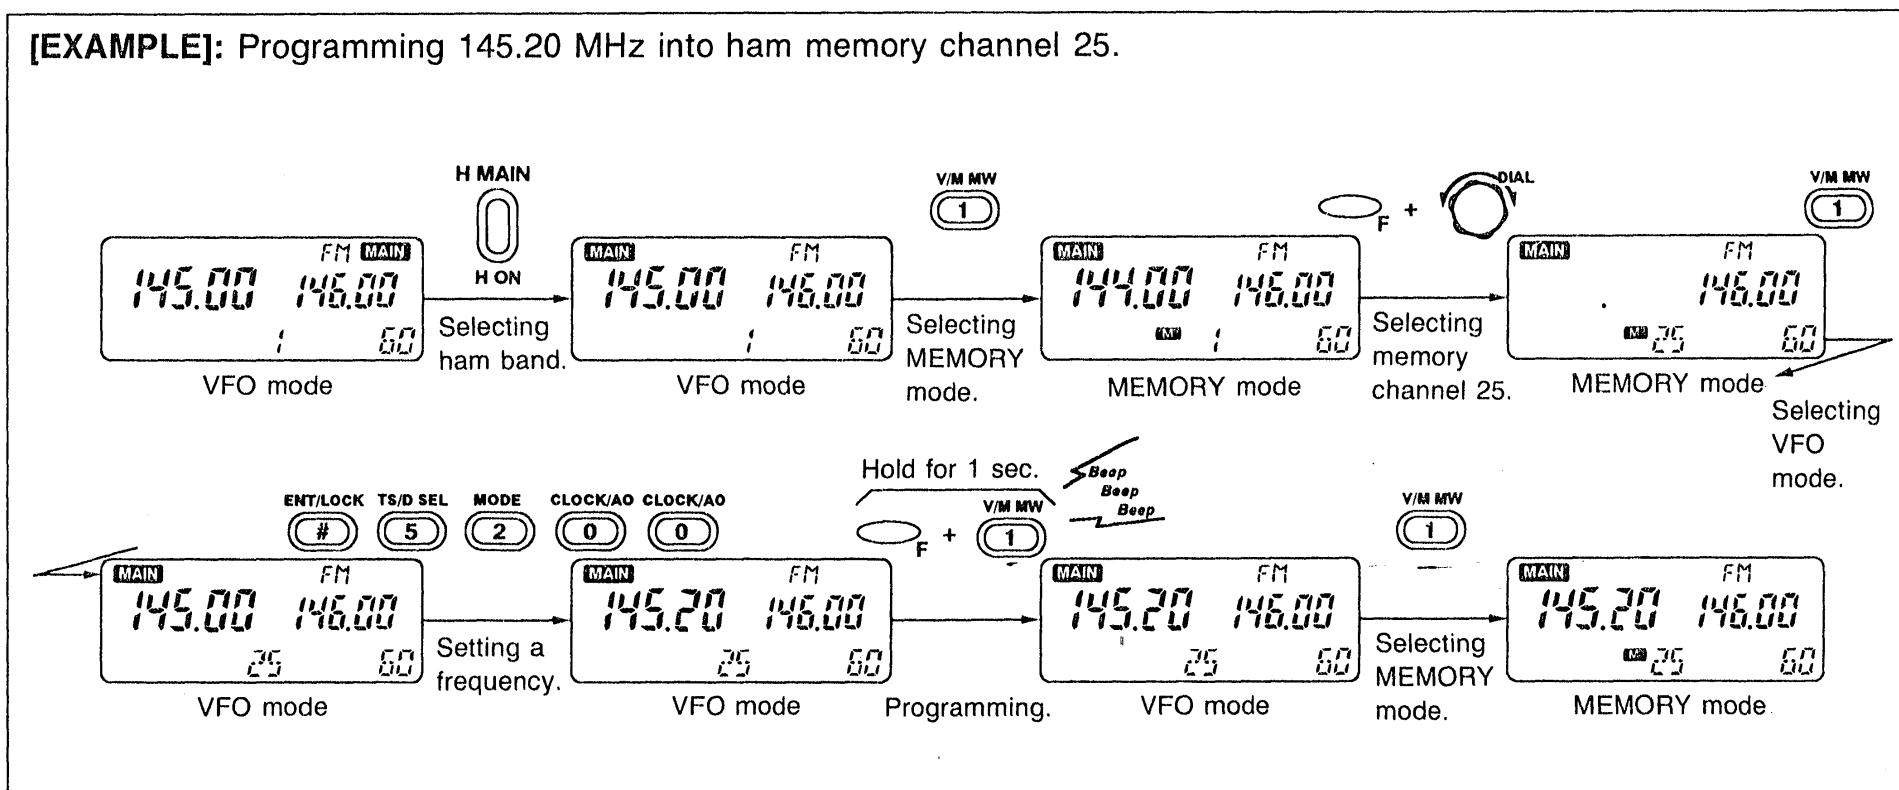 [EXAMPLE]: Programming 145.20 MHz into ham memory channel 25.
H MAIN
H ON
V/M MW
1
F + DIAL
V/M MW
1
FM MAIN
145.00 146.00
1 60
VFO mode
Selecting
ham band.
MAIN FM
145.00 146.00
1 60
VFO mode
Selecting
MEMORY
mode.
MAIN FM
144.00 146.00
M 1 60
MEMORY mode
Selecting
memory
channel 25.
MAIN FM
. 146.00
M 25 60
MEMORY mode
Selecting
VFO
mode.
ENT/LOCK TS/D SEL MODE CLOCK/AO CLOCK/AO
# 5 2 0 0
Hold for 1 sec.
V/M MW
F + 1
Beep
Beep
Beep
V/M MW
1
MAIN FM
145.00 146.00
25 60
VFO mode
Setting a
frequency.
MAIN FM
145.20 146.00
25 60
VFO mode
Programming.
MAIN FM
145.20 146.00
25 60
VFO mode
Selecting
MEMORY
mode.
MAIN FM
145.20 146.00
M 25 60
MEMORY mode